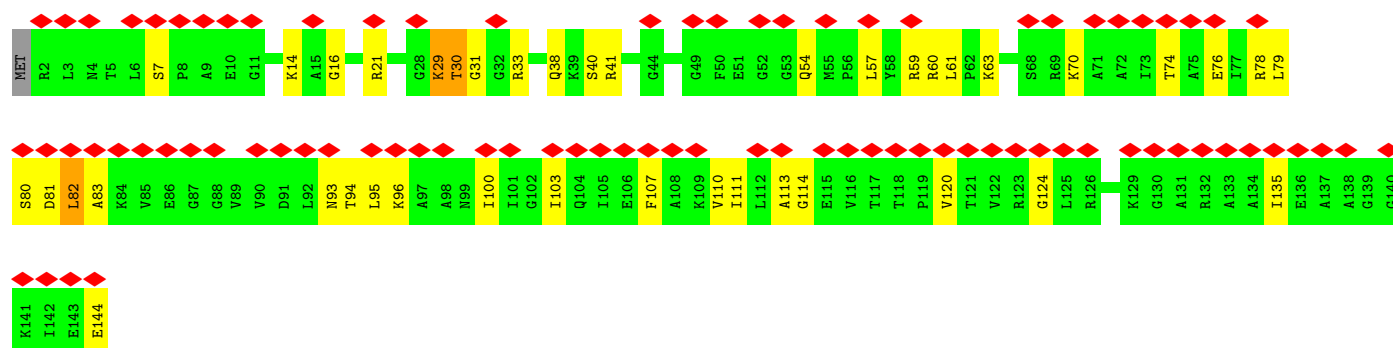 MET R2 L3 N4 T5 L6 S7 P8 A9 E10 G11 K14 A15 G16 R21 G28 K29 T30 G31 G32 R33 Q38 K39 S40 R41 G44 G49 F50 E51 G52 G53 Q54 M55 P56 L57 Y58 R59 R60 L61 P62 K63 S68 R69 K70 A71 A72 I73 T74 A75 E76 I77 R78 L79
S80 D81 L82 A83 K84 V85 E86 G87 G88 V89 V90 D91 L92 N93 T94 L95 K96 A97 A98 N99 I100 I101 G102 I103 Q104 I105 E106 F107 A108 K109 V110 I111 L112 A113 G114 E115 V116 T117 T118 P119 V120 T121 V122 R123 G124 L125 R126 K129 G130 A131 R132 A133 A134 I135 E136 A137 A138 G139 G140
K141 I142 E143 E144